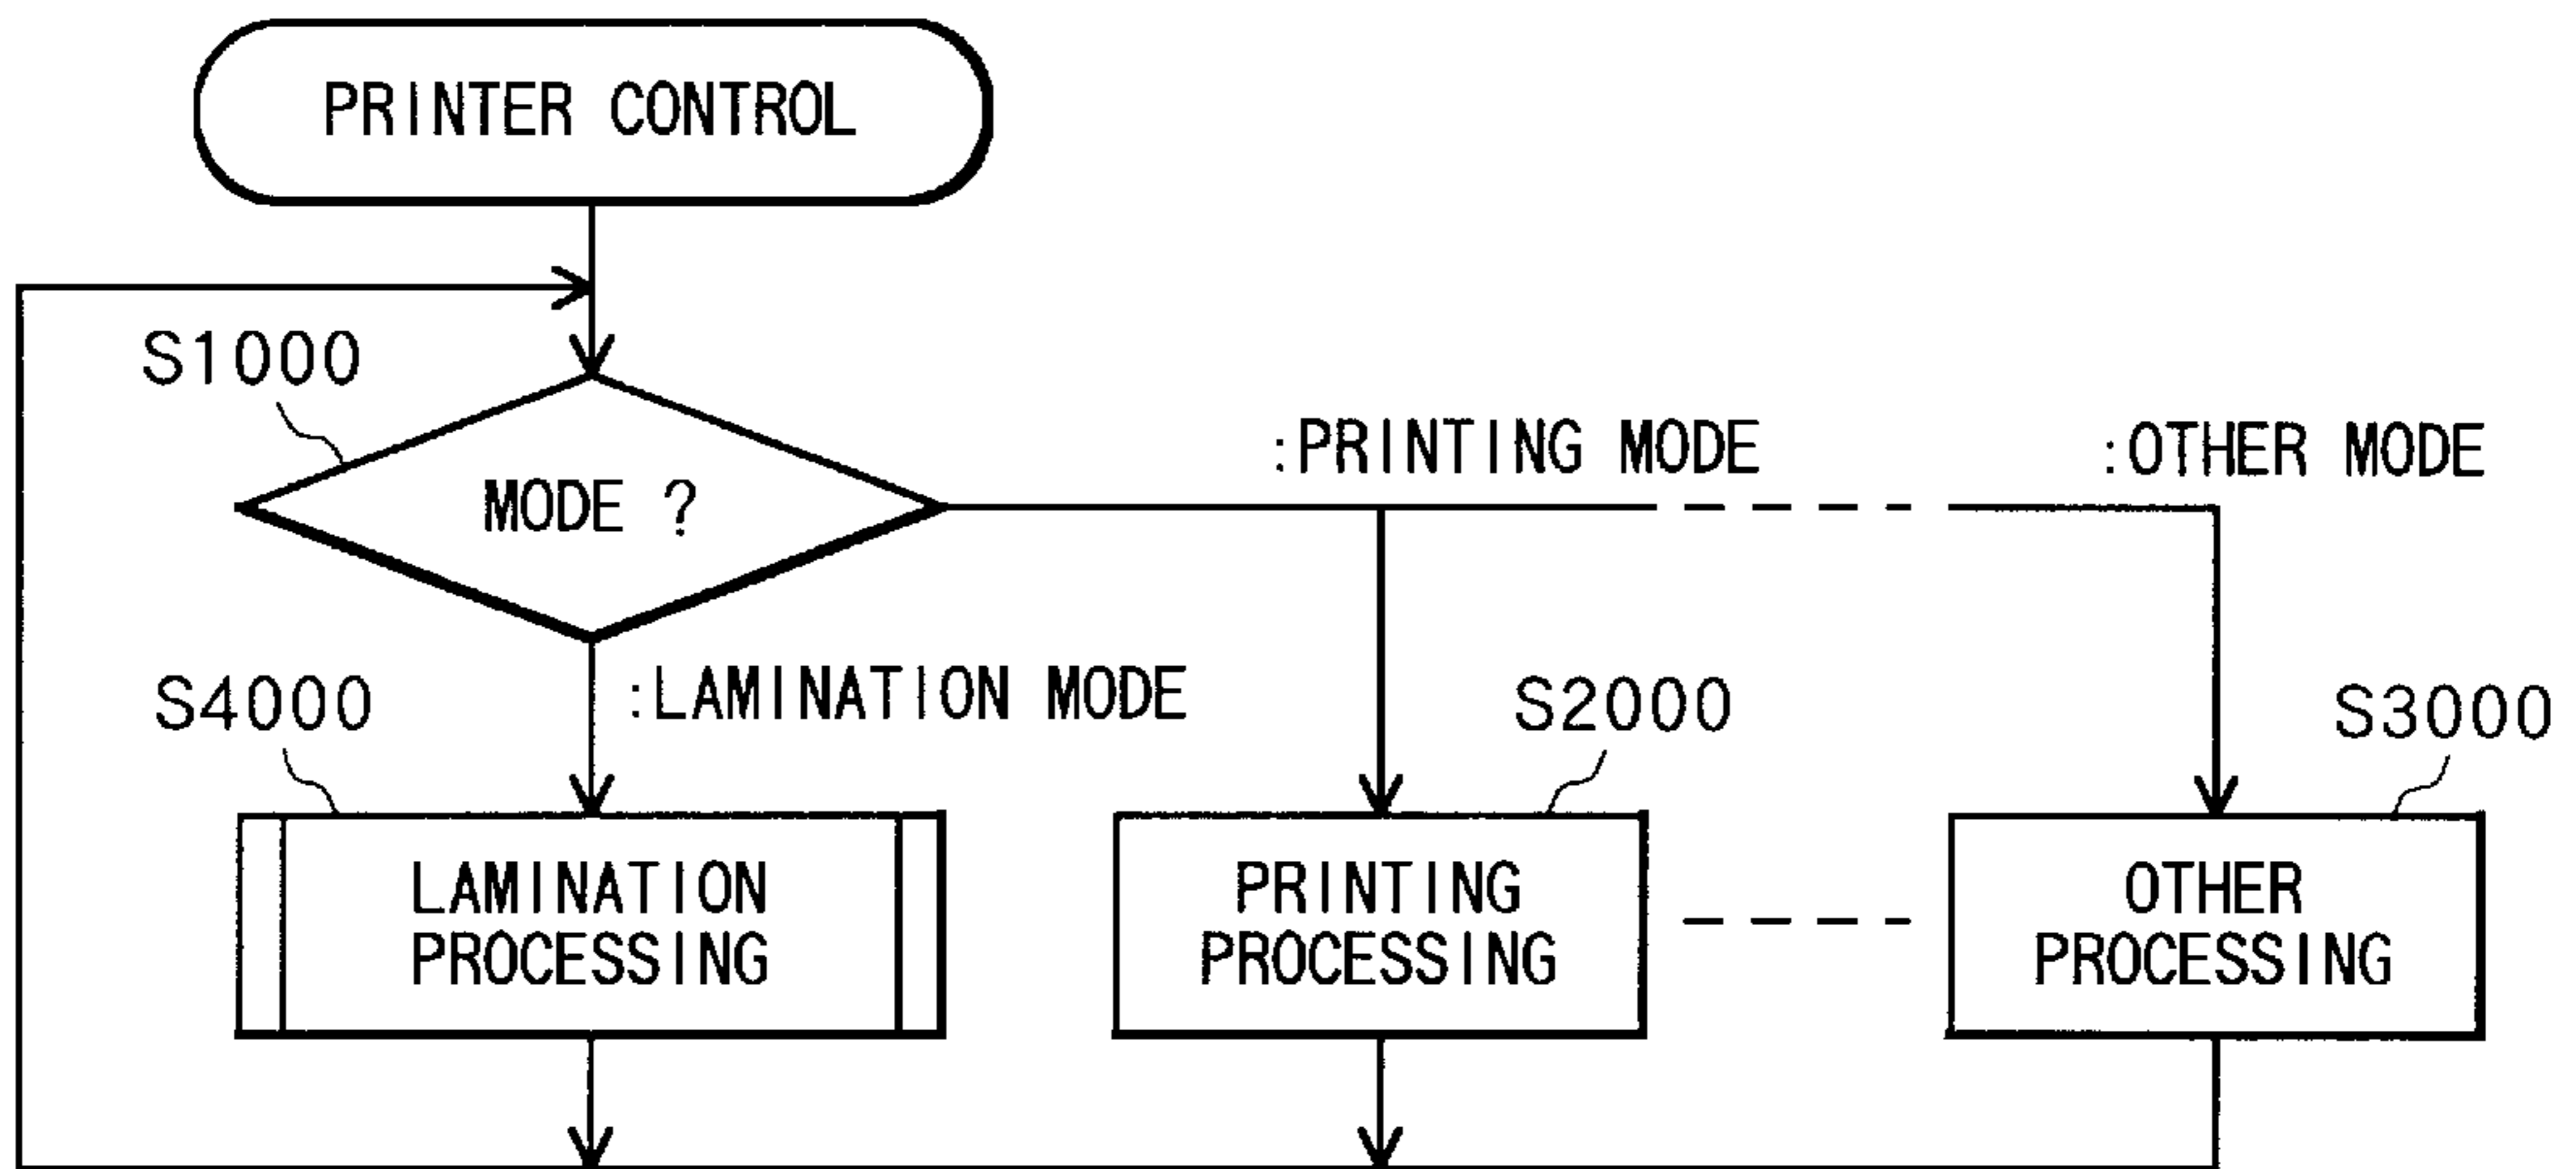 PRINTER CONTROL
S1000
MODE ?
:PRINTING MODE
:OTHER MODE
:LAMINATION MODE
S4000
S2000
S3000
LAMINATION
PROCESSING
PRINTING
PROCESSING
OTHER
PROCESSING